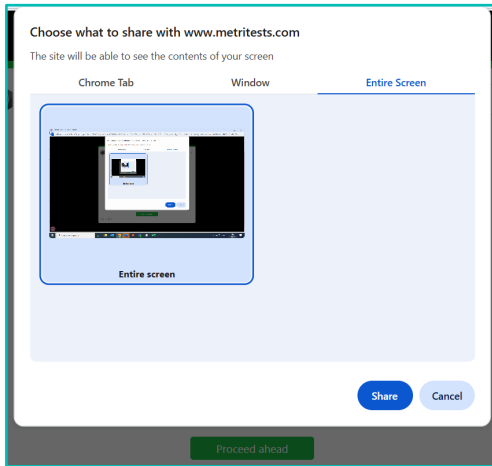 Choose what to share with www.metritests.com
The site will be able to see the contents of your screen
Chrome Tab Window Entire Screen
Entire screen
Share Cancel
Proceed ahead